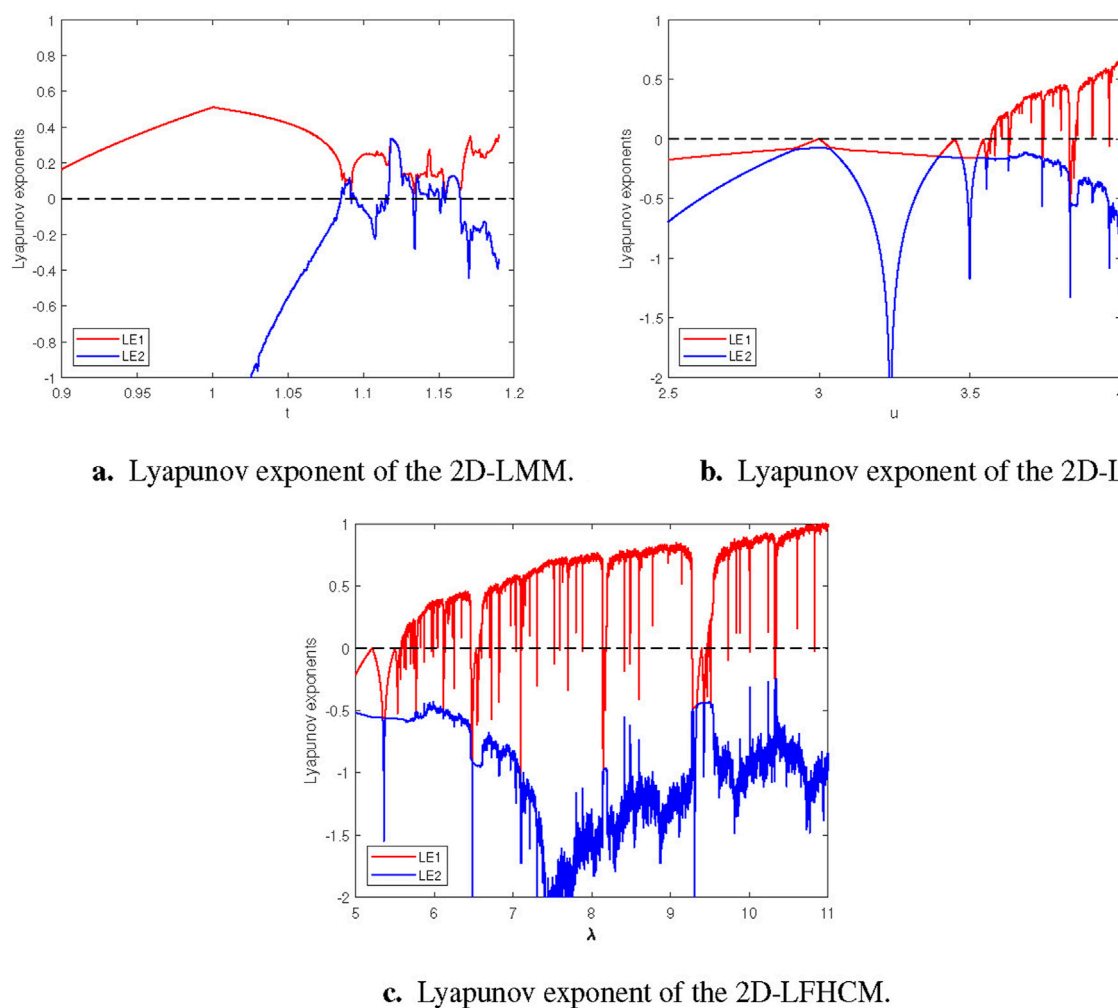 1
0.8
0.6
0.4
0.2
0
-0.2
-0.4
-0.6
-0.8
-1
Lyapunov exponents
LE1
LE2
0.9 0.95 1 1.05 1.1 1.15 1.2
t
1
0.5
0
-0.5
-1
-1.5
-2
Lyapunov exponents
LE1
LE2
2.5 3 3.5
u
a. Lyapunov exponent of the 2D-LMM.
b. Lyapunov exponent of the 2D-L
1
0.5
0
-0.5
-1
-1.5
-2
Lyapunov exponents
LE1
LE2
5 6 7 8 9 10 11
λ
c. Lyapunov exponent of the 2D-LFHCM.